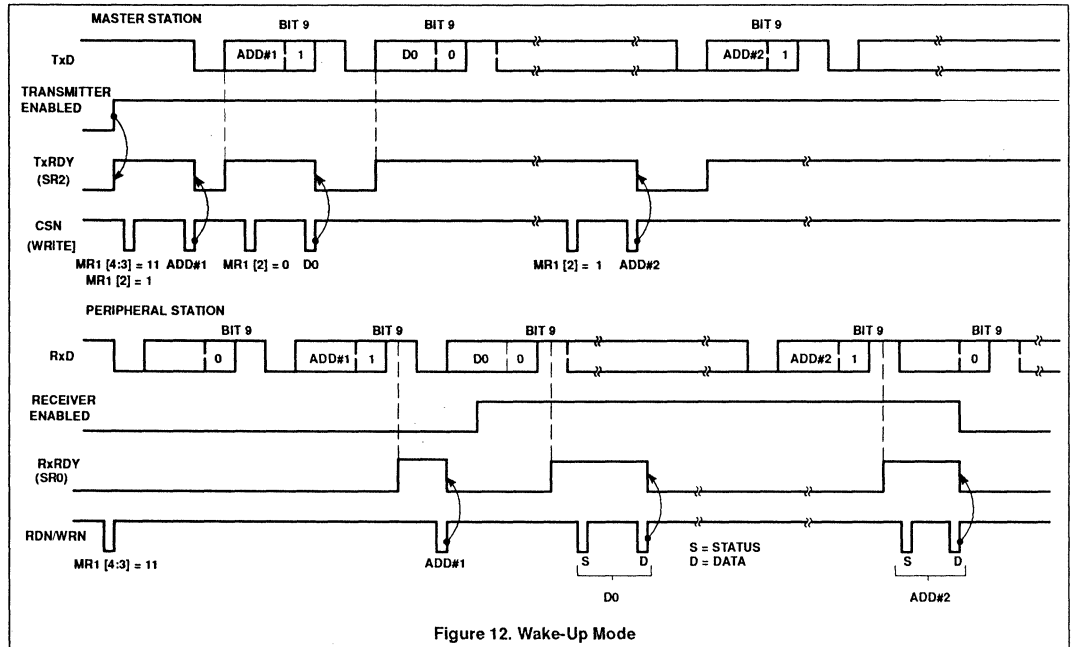 MASTER STATION
BIT 9 BIT 9 BIT 9
TxD ADD#1 1 D0 0 ADD#2 1
TRANSMITTER
ENABLED
TxRDY
(SR2)
CSN
(WRITE]
MR1 [4:3] = 11 ADD#1 MR1 [2] = 0 D0 MR1 [2] = 1 ADD#2
MR1 [2] = 1
PERIPHERAL STATION
BIT 9 BIT 9 BIT 9 BIT 9 BIT 9
RxD 0 ADD#1 1 D0 0 ADD#2 1 0
RECEIVER
ENABLED
RxRDY
(SR0)
RDN/WRN
MR1 [4:3] = 11 ADD#1 S D S = STATUS S D
D = DATA
D0 ADD#2
Figure 12. Wake-Up Mode